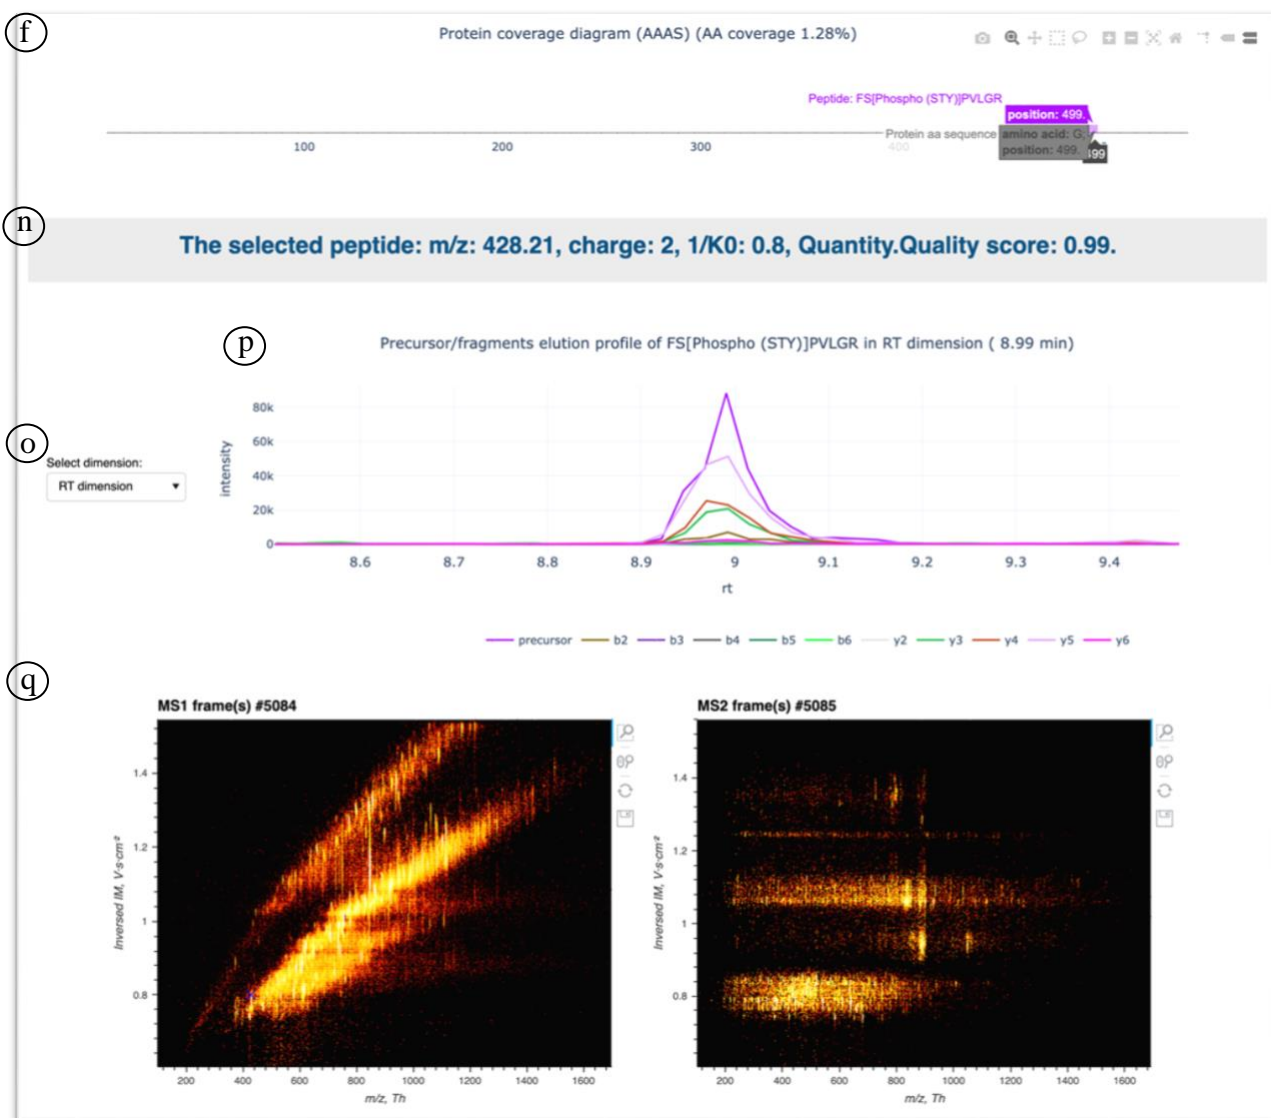 f
Protein coverage diagram (AAAS) (AA coverage 1.28%)
Peptide: FS[Phospho (STY)]PVLGR
position: 499.
Protein aa sequence amino acid: G,
position: 499.
499
100 200 300 400
n
The selected peptide: m/z: 428.21, charge: 2, 1/K0: 0.8, Quantity.Quality score: 0.99.
p
Precursor/fragments elution profile of FS[Phospho (STY)]PVLGR in RT dimension ( 8.99 min)
o
Select dimension:
RT dimension
intensity
80k
60k
40k
20k
0
8.6 8.7 8.8 8.9 9 9.1 9.2 9.3 9.4
rt
precursor b2 b3 b4 b5 b6 y2 y3 y4 y5 y6
q
MS1 frame(s) #5084
Inversed IM, V·s·cm⁻²
1.4
1.2
1
0.8
200 400 600 800 1000 1200 1400 1600
m/z, Th
MS2 frame(s) #5085
Inversed IM, V·s·cm⁻²
1.4
1.2
1
0.8
200 400 600 800 1000 1200 1400 1600
m/z, Th